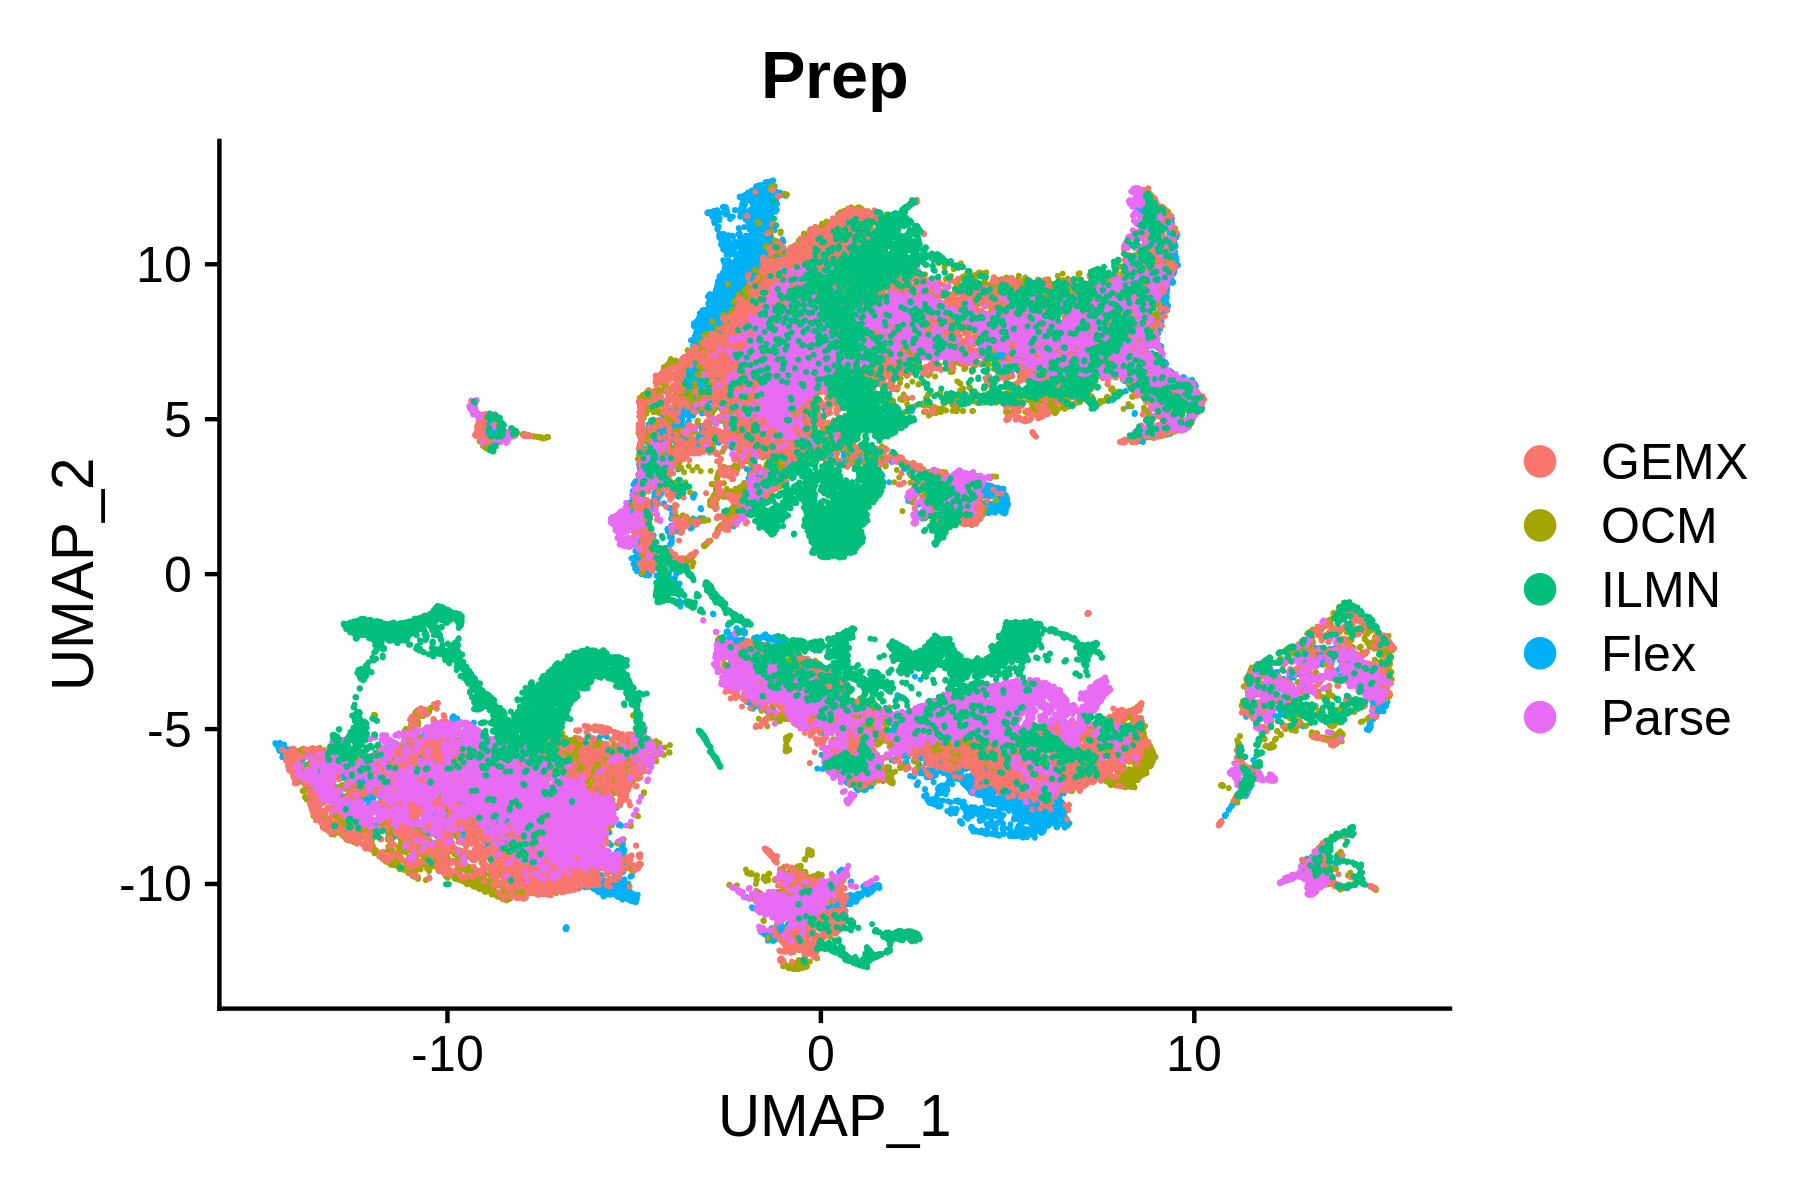 Prep
10
5
0
-5
-10
UMAP_2
-10
0
10
UMAP_1
GEMX
OCM
ILMN
Flex
Parse